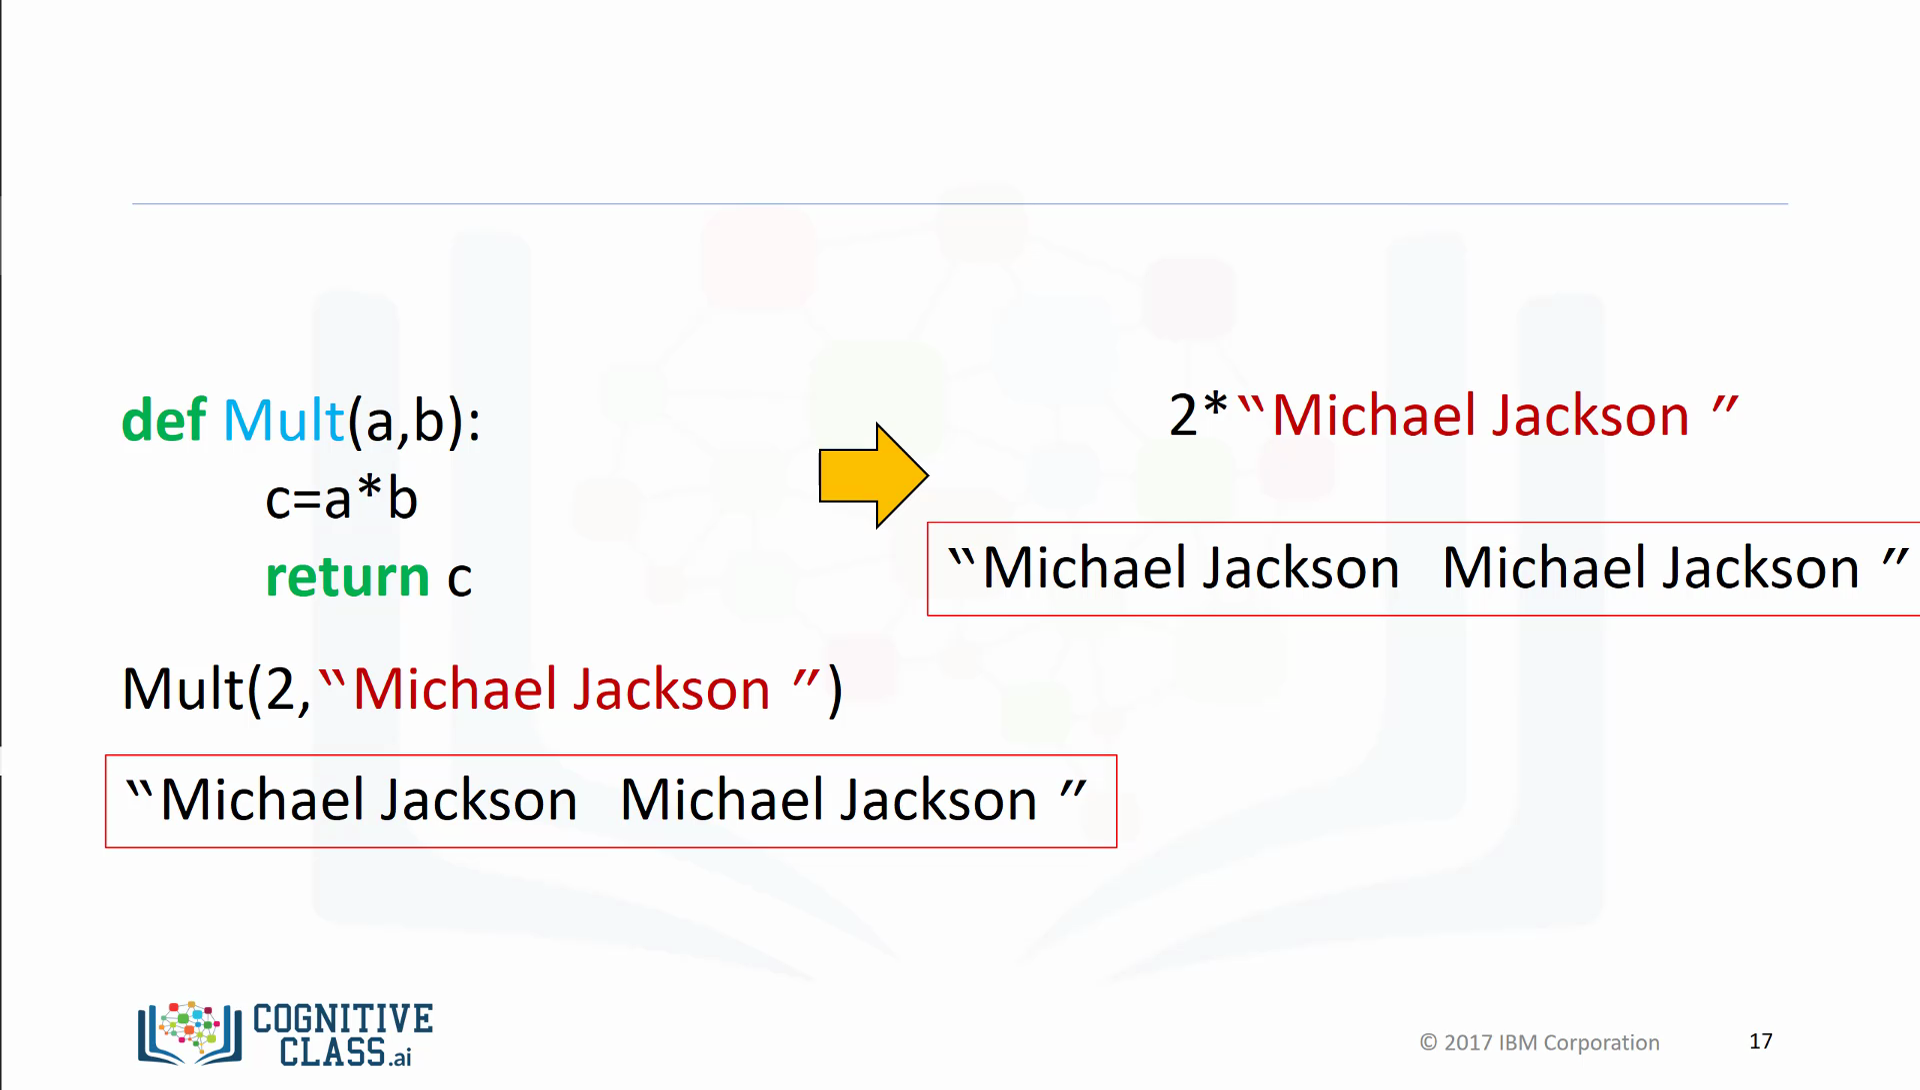 def Mult(a,b):
c=a*b
return c
Mult(2,“Michael Jackson ”)
“Michael Jackson  Michael Jackson ”
2*“Michael Jackson ”
“Michael Jackson  Michael Jackson ”
COGNITIVE
CLASS.ai
© 2017 IBM Corporation
17